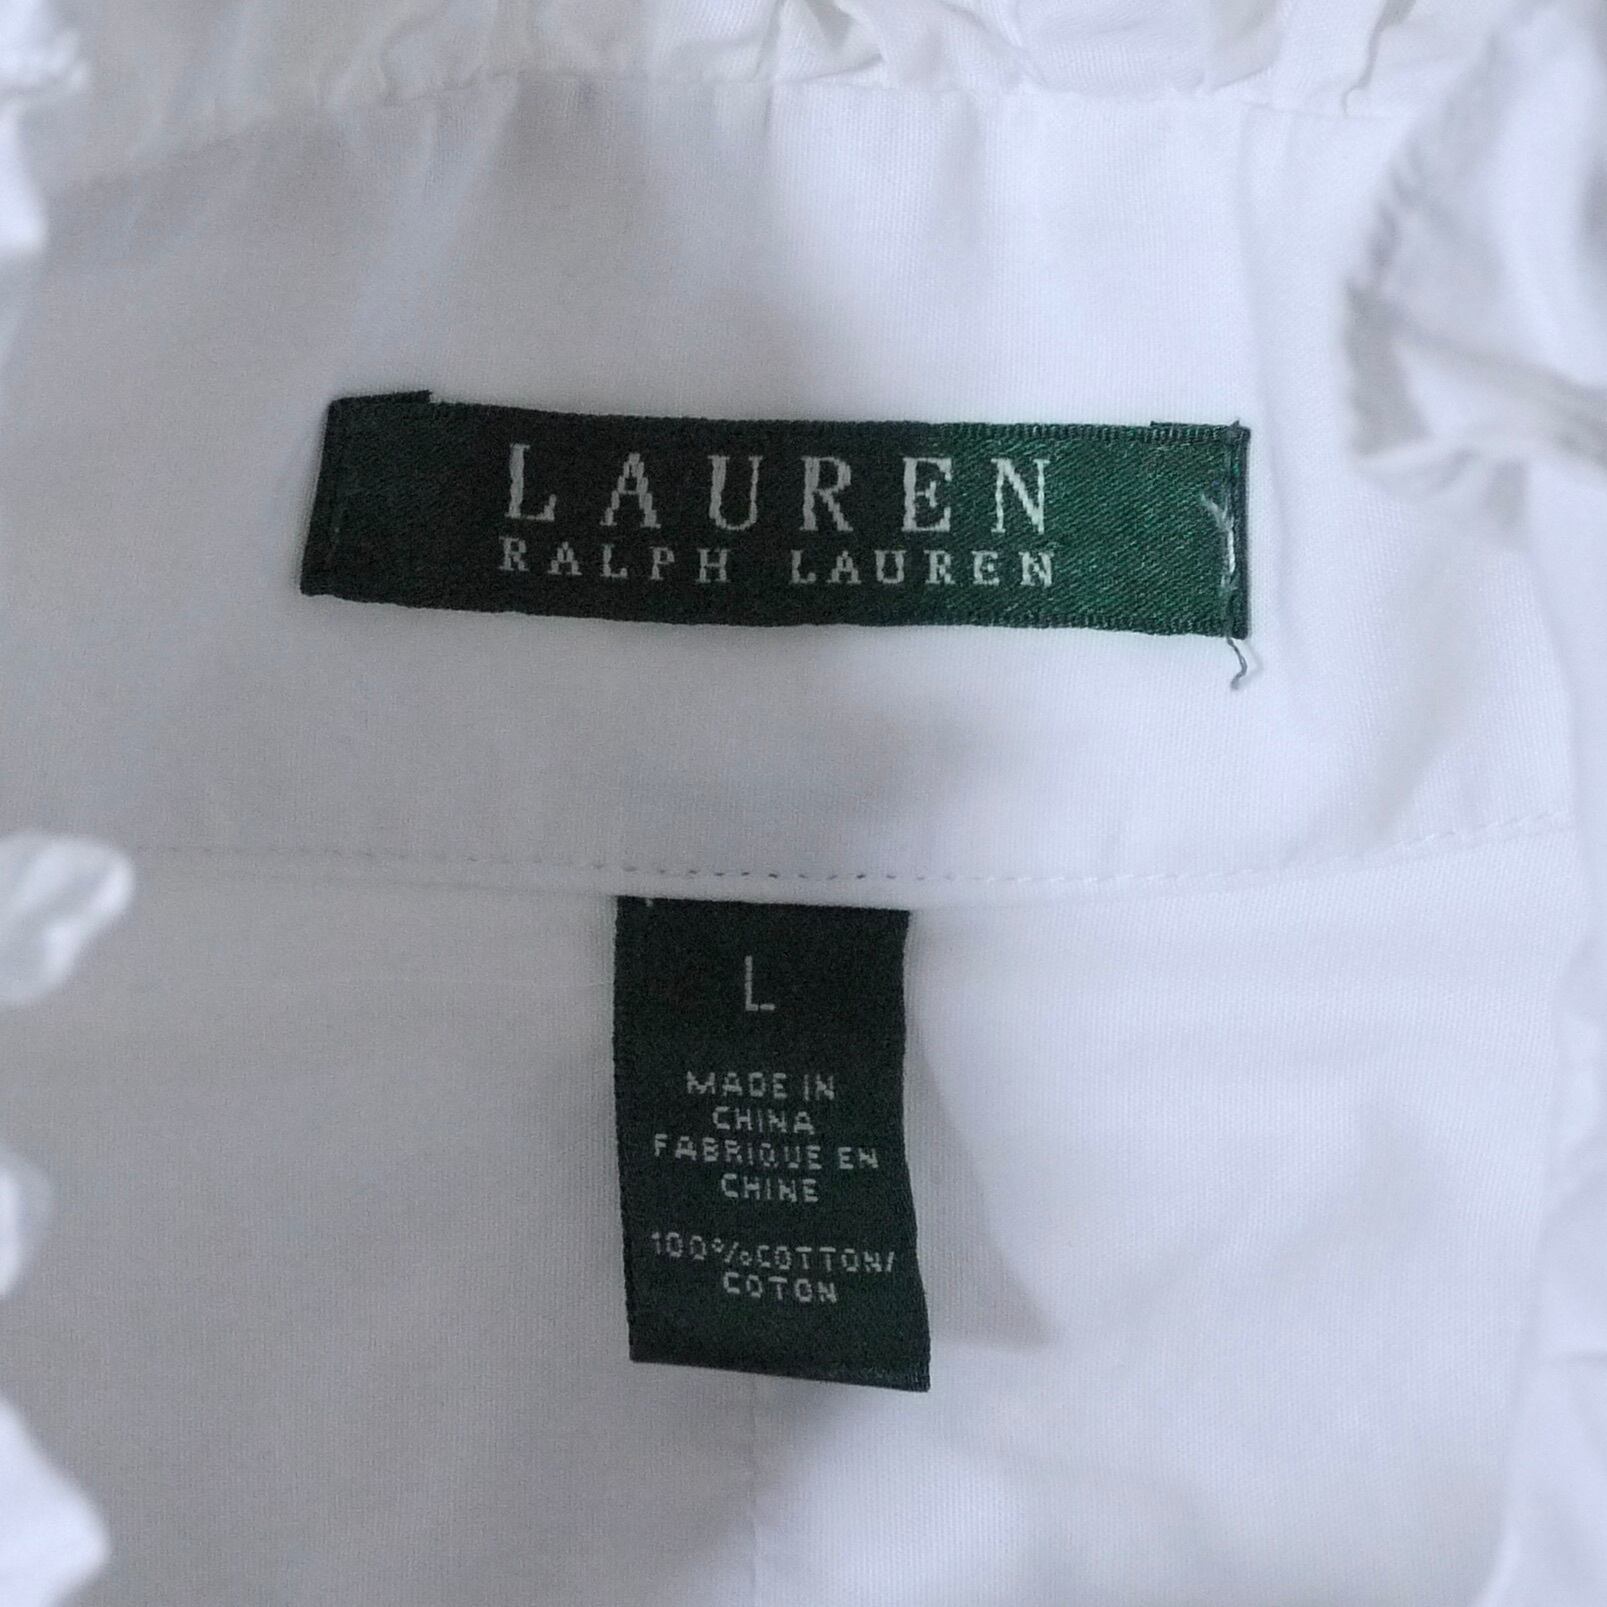 LAUREN
RALPH LAUREN
L
MADE IN
CHINA
FABRIQUE EN
CHINE
100%COTTON/
COTON